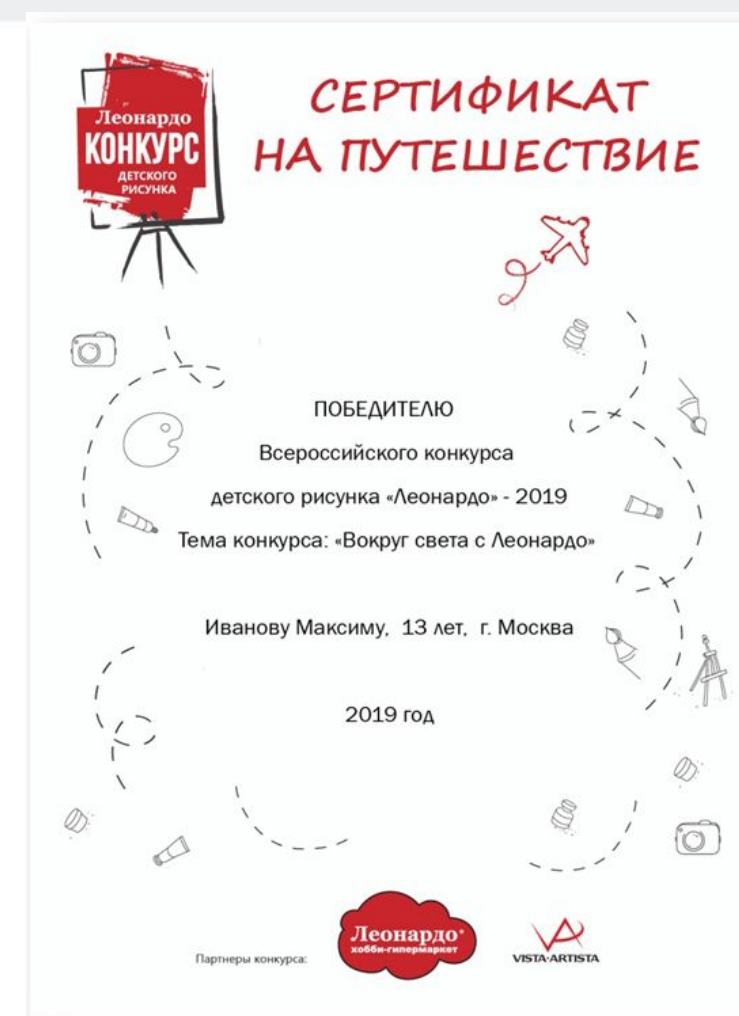 Леонардо
КОНКУРС
ДЕТСКОГО
РИСУНКА
СЕРТИФИКАТ
НА ПУТЕШЕСТВИЕ
ПОБЕДИТЕЛЮ
Всероссийского конкурса
детского рисунка «Леонардо» - 2019
Тема конкурса: «Вокруг света с Леонардо»
Иванову Максиму, 13 лет, г. Москва
2019 год
Партнеры конкурса:
Леонардо®
хобби-гипермаркет
VISTA-ARTISTA